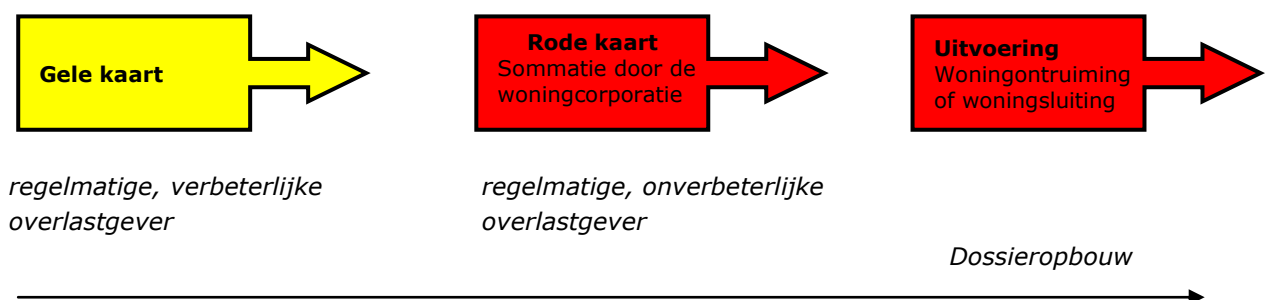 Gele kaart
Rode kaart
Sommatie door de
woningcorporatie
Uitvoering
Woningontruiming
of woningsluiting
regelmatige, verbeterlijke
overlastgever
regelmatige, onverbeterlijke
overlastgever
Dossieropbouw